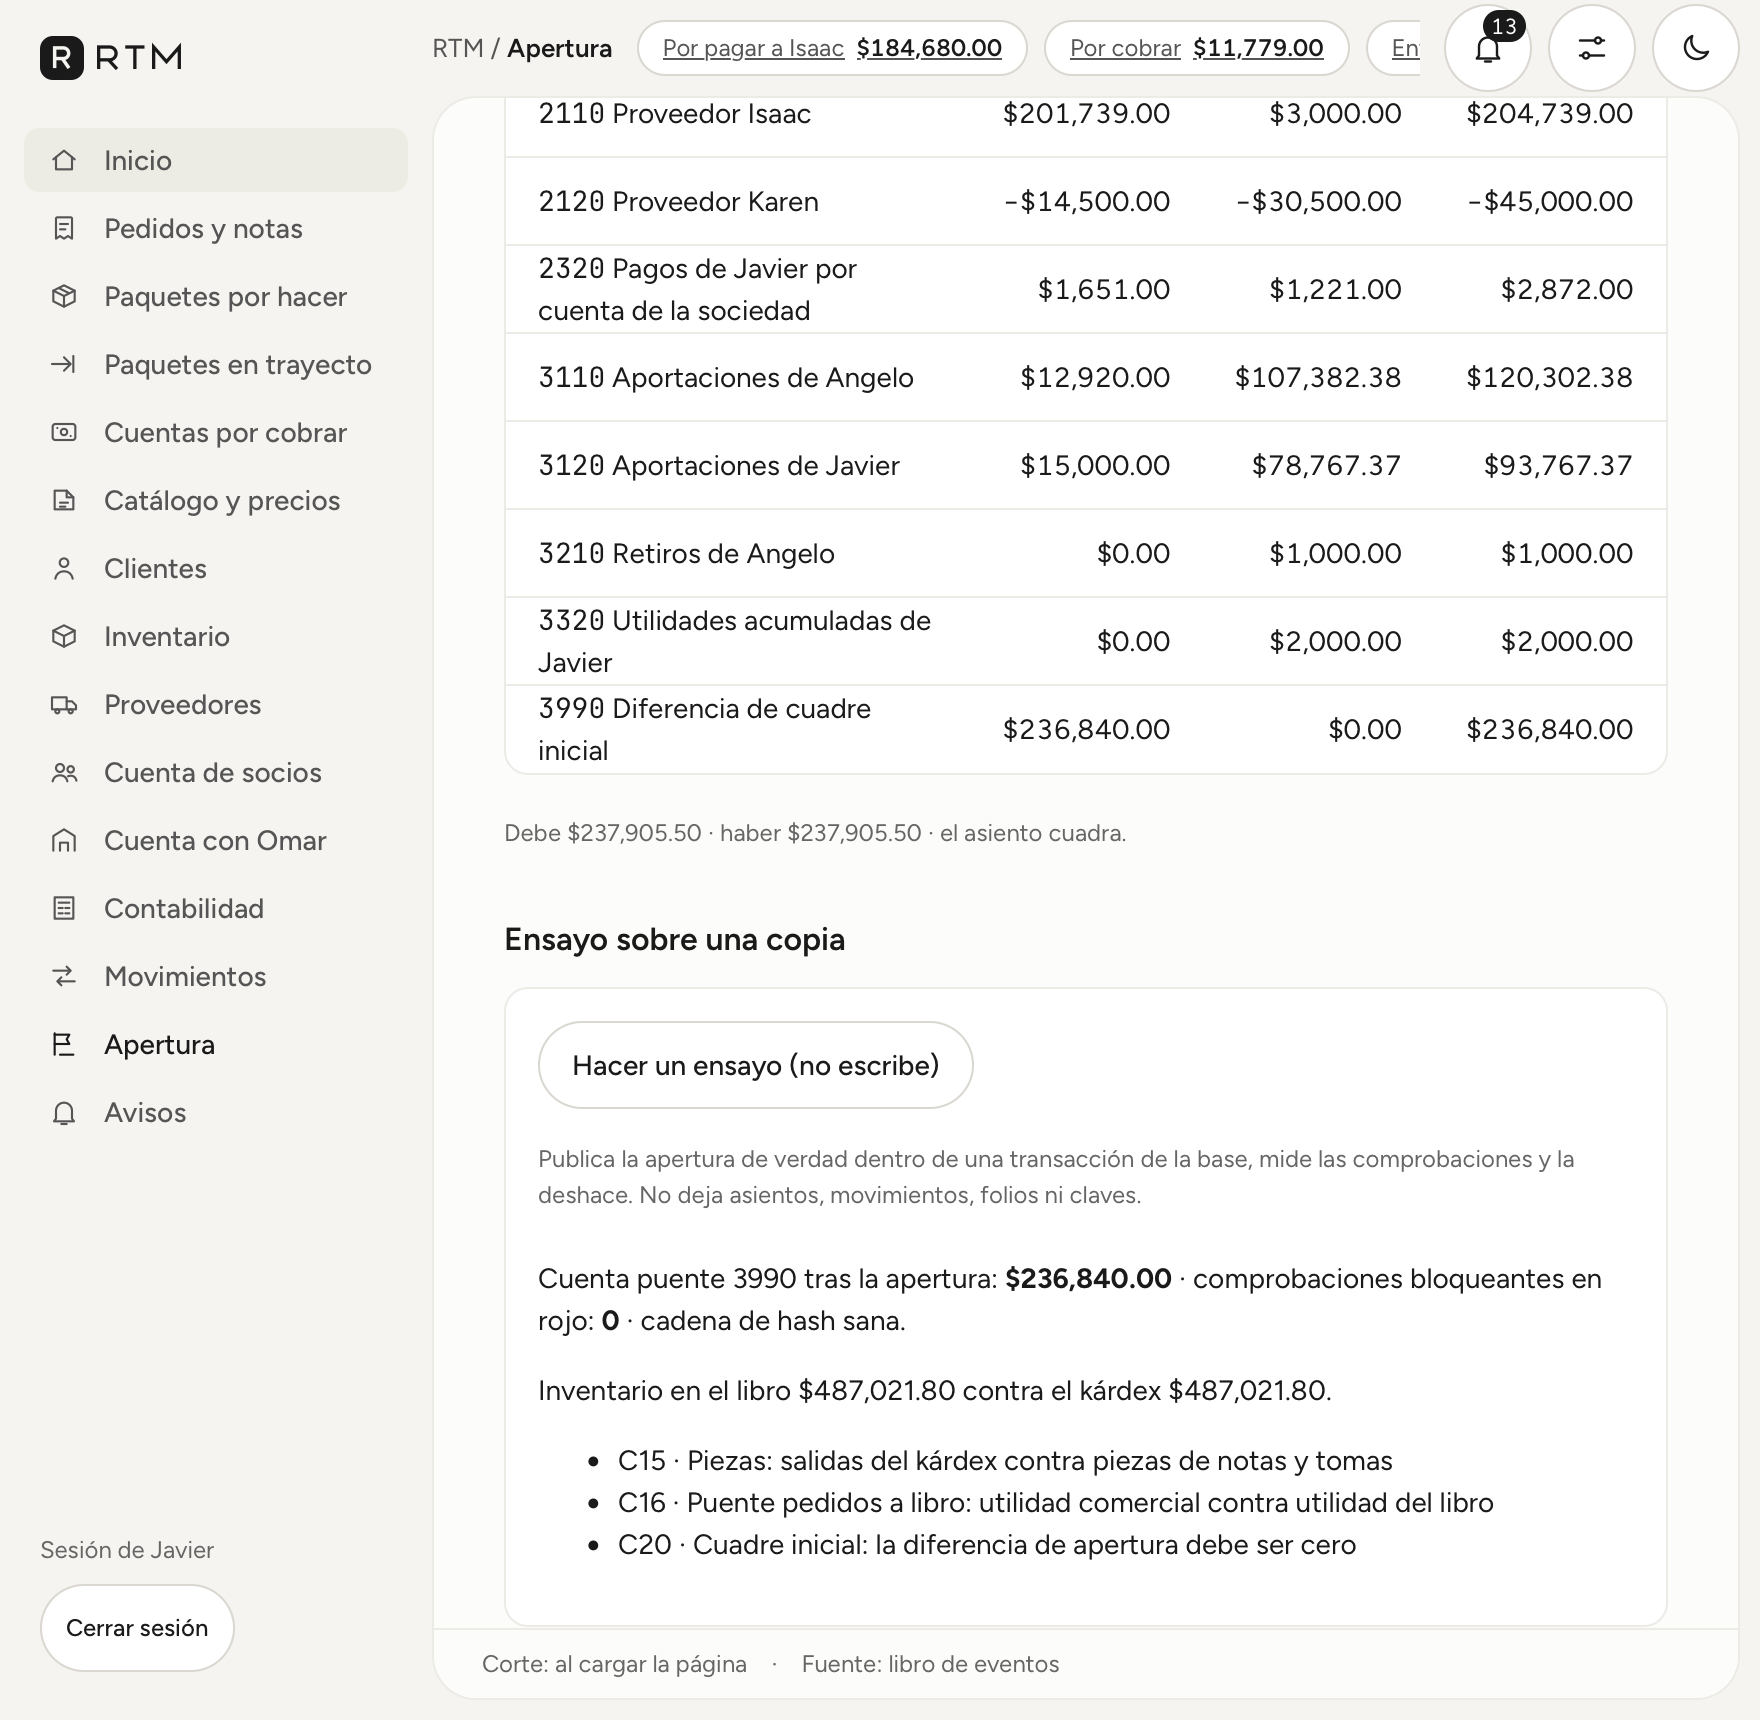 R RTM
Inicio
Pedidos y notas
Paquetes por hacer
Paquetes en trayecto
Cuentas por cobrar
Catálogo y precios
Clientes
Inventario
Proveedores
Cuenta de socios
Cuenta con Omar
Contabilidad
Movimientos
Apertura
Avisos
Sesión de Javier
Cerrar sesión
RTM / Apertura Por pagar a Isaac $184,680.00 Por cobrar $11,779.00 13
2110 Proveedor Isaac $201,739.00 $3,000.00 $204,739.00
2120 Proveedor Karen -$14,500.00 -$30,500.00 -$45,000.00
2320 Pagos de Javier por
cuenta de la sociedad $1,651.00 $1,221.00 $2,872.00
3110 Aportaciones de Angelo $12,920.00 $107,382.38 $120,302.38
3120 Aportaciones de Javier $15,000.00 $78,767.37 $93,767.37
3210 Retiros de Angelo $0.00 $1,000.00 $1,000.00
3320 Utilidades acumuladas de
Javier $0.00 $2,000.00 $2,000.00
3990 Diferencia de cuadre
inicial $236,840.00 $0.00 $236,840.00
Debe $237,905.50 · haber $237,905.50 · el asiento cuadra.
Ensayo sobre una copia
Hacer un ensayo (no escribe)
Publica la apertura de verdad dentro de una transacción de la base, mide las comprobaciones y la
deshace. No deja asientos, movimientos, folios ni claves.
Cuenta puente 3990 tras la apertura: $236,840.00 · comprobaciones bloqueantes en
rojo: 0 · cadena de hash sana.
Inventario en el libro $487,021.80 contra el kárdex $487,021.80.
• C15 · Piezas: salidas del kárdex contra piezas de notas y tomas
• C16 · Puente pedidos a libro: utilidad comercial contra utilidad del libro
• C20 · Cuadre inicial: la diferencia de apertura debe ser cero
Corte: al cargar la página · Fuente: libro de eventos